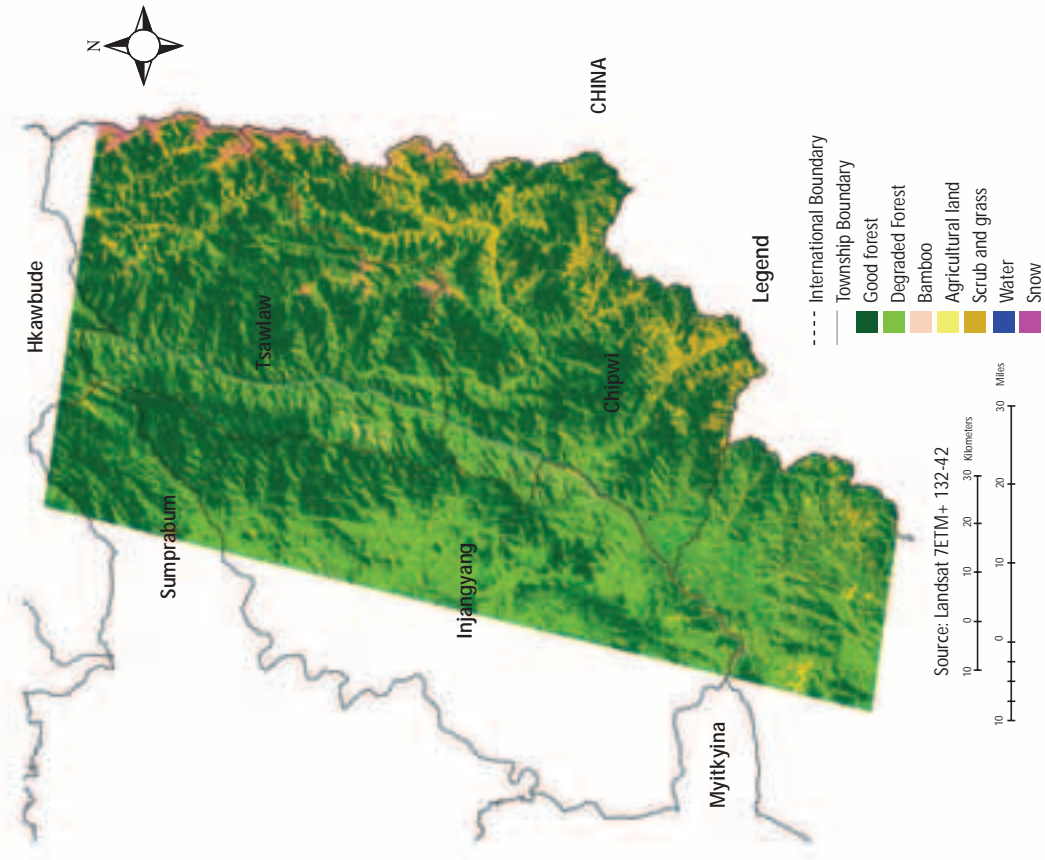 N
Hkawbude
CHINA
Tsawlaw
Sumprabum
Injangyang
Chipwi
Myitkyina
Legend
International Boundary
Township Boundary
Good forest
Degraded Forest
Bamboo
Agricultural land
Scrub and grass
Water
Snow
Source: Landsat 7ETM+ 132-42
10 0 10 20 30 Kilometers
10 0 10 20 30 Miles